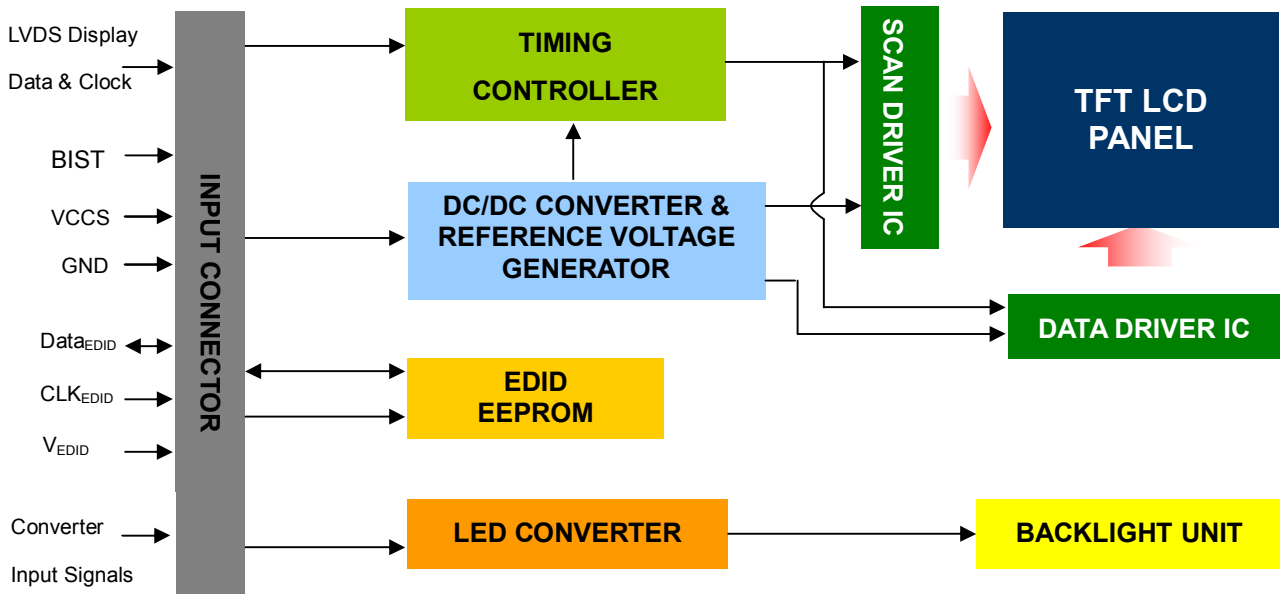 LVDS Display
Data & Clock
BIST
VCCS
GND
DataEDID
CLKEDID
VEDID
Converter
Input Signals
INPUT CONNECTOR
TIMING
CONTROLLER
DC/DC CONVERTER &
REFERENCE VOLTAGE
GENERATOR
EDID
EEPROM
LED CONVERTER
SCAN DRIVER IC
TFT LCD
PANEL
DATA DRIVER IC
BACKLIGHT UNIT